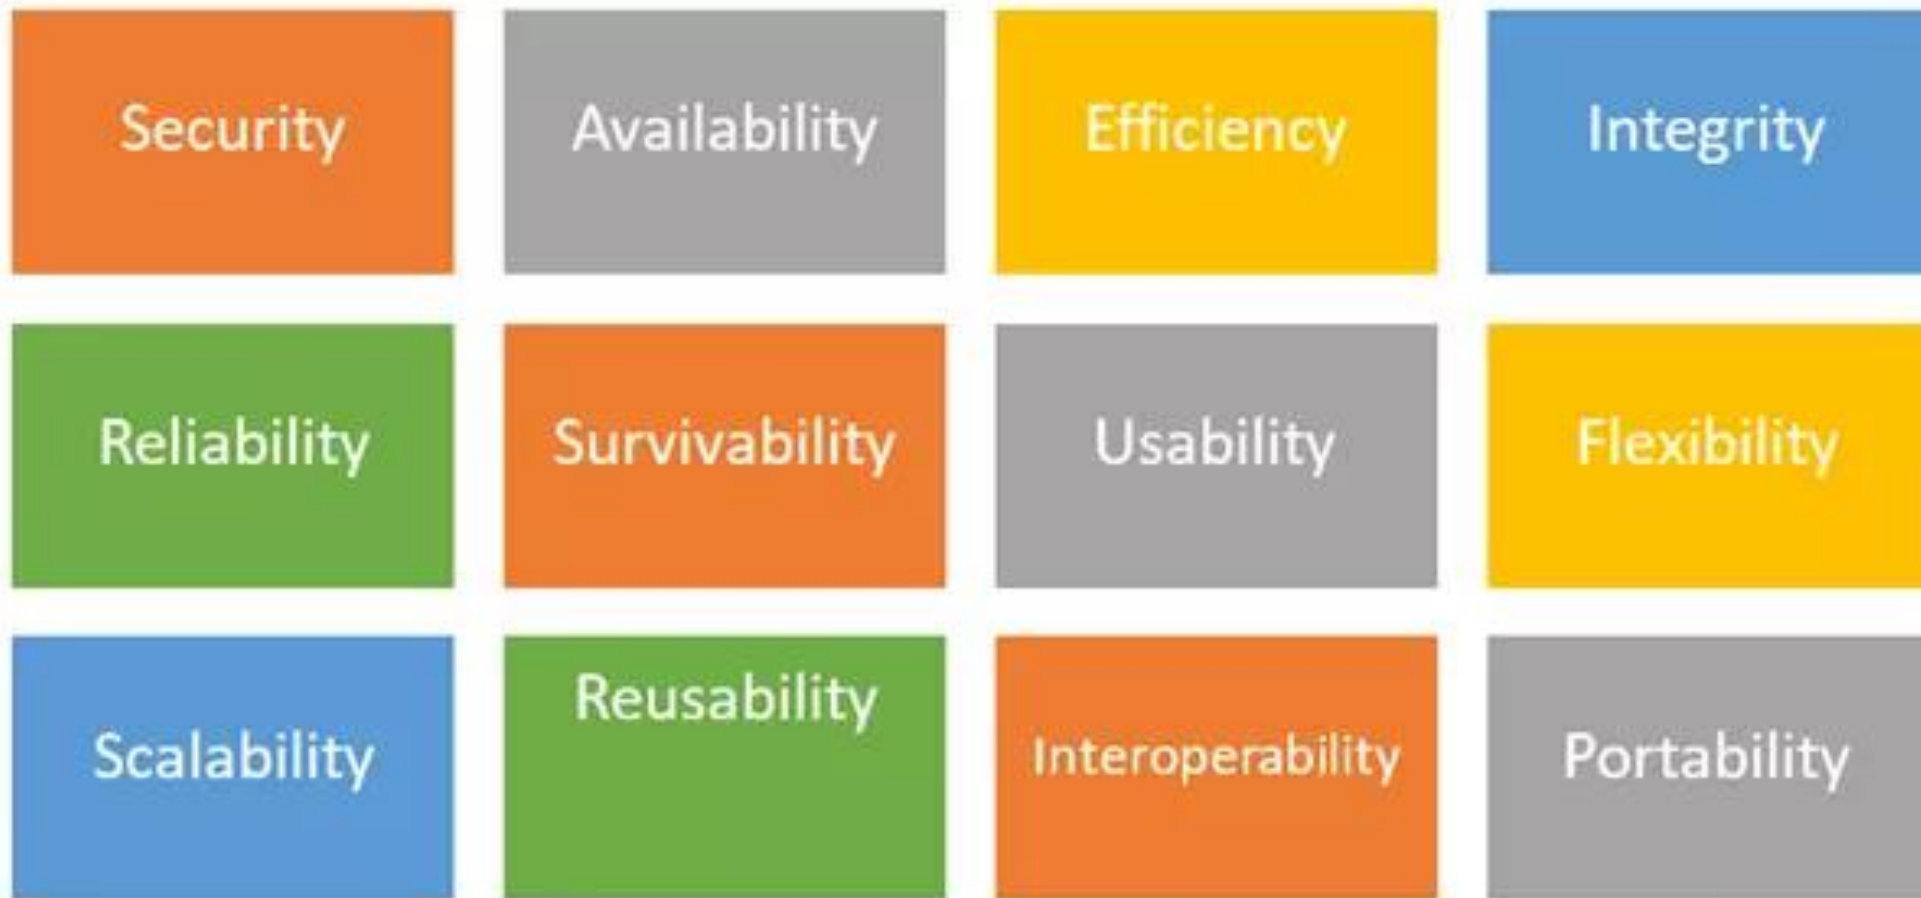 Security
Availability
Efficiency
Integrity
Reliability
Survivability
Usability
Flexibility
Scalability
Reusability
Interoperability
Portability